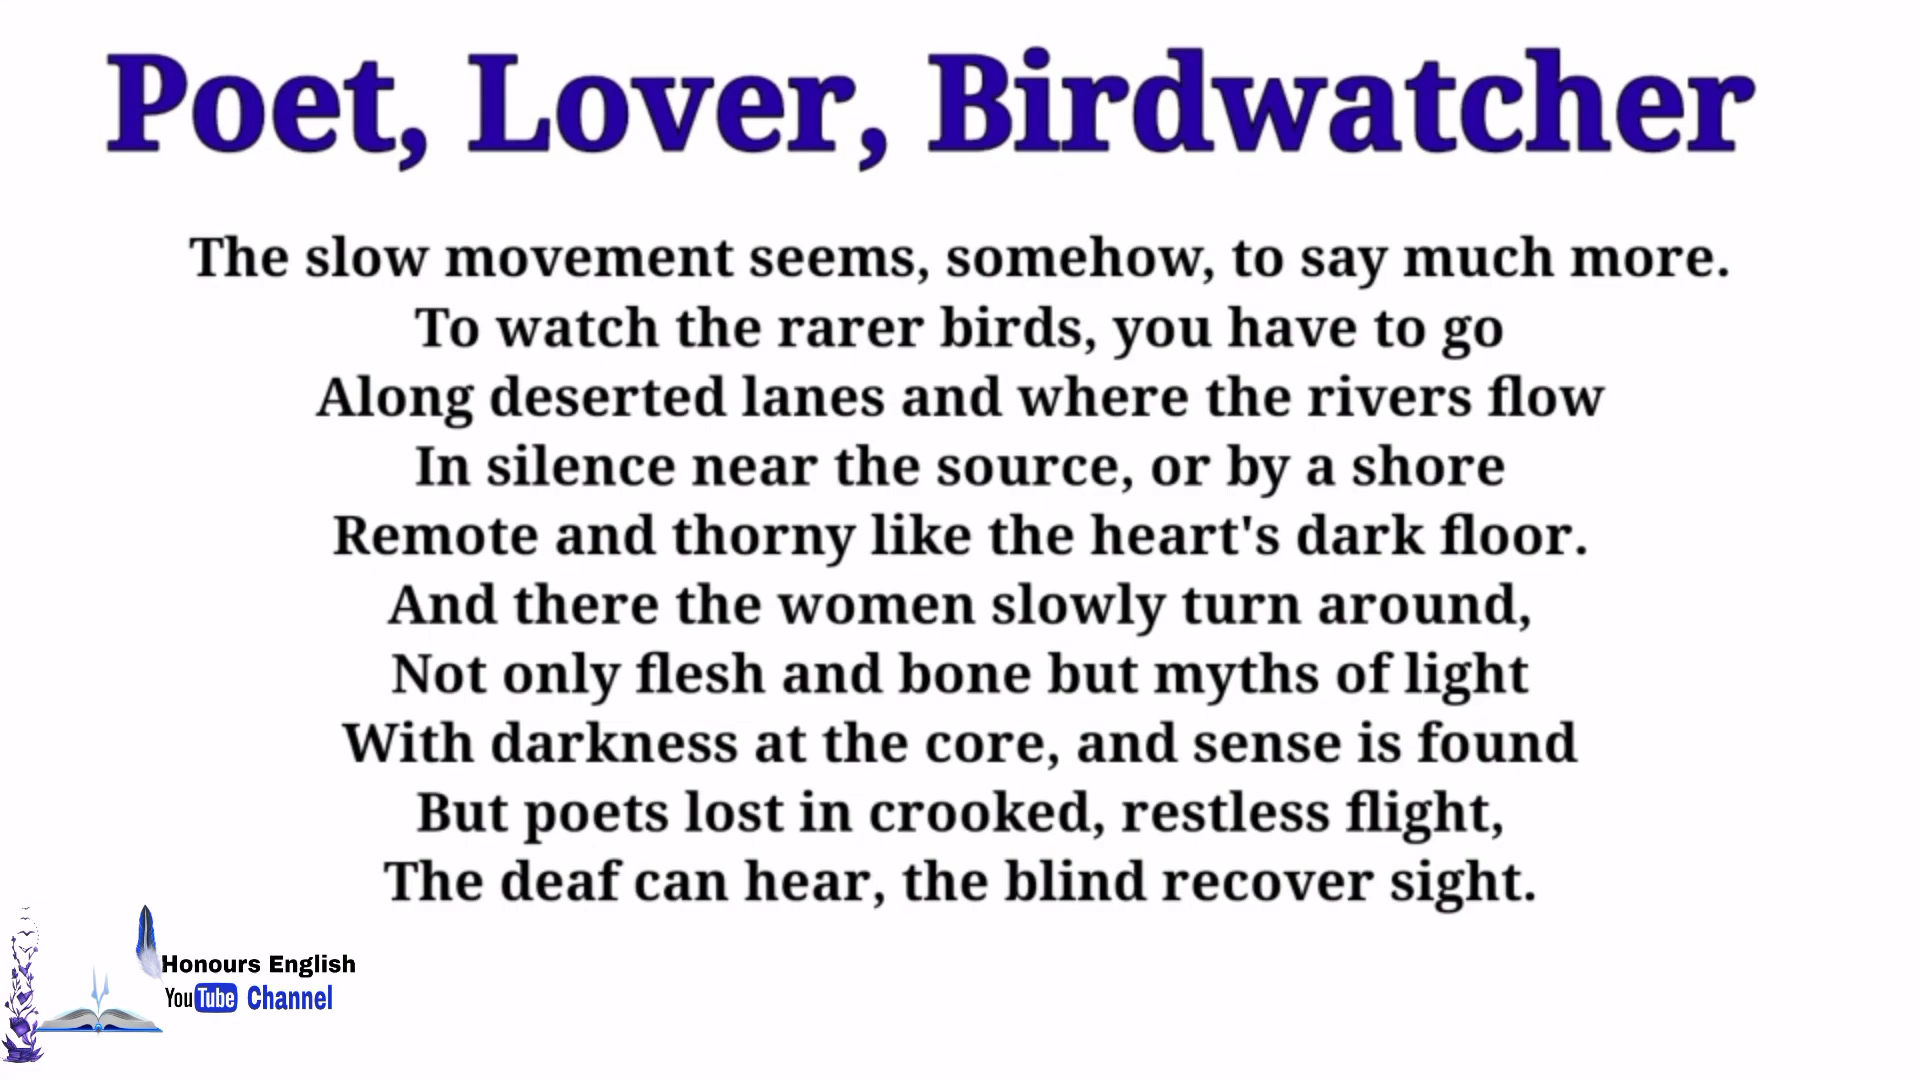 Poet, Lover, Birdwatcher
The slow movement seems, somehow, to say much more.
To watch the rarer birds, you have to go
Along deserted lanes and where the rivers flow
In silence near the source, or by a shore
Remote and thorny like the heart's dark floor.
And there the women slowly turn around,
Not only flesh and bone but myths of light
With darkness at the core, and sense is found
But poets lost in crooked, restless flight,
The deaf can hear, the blind recover sight.
Honours English
YouTube Channel